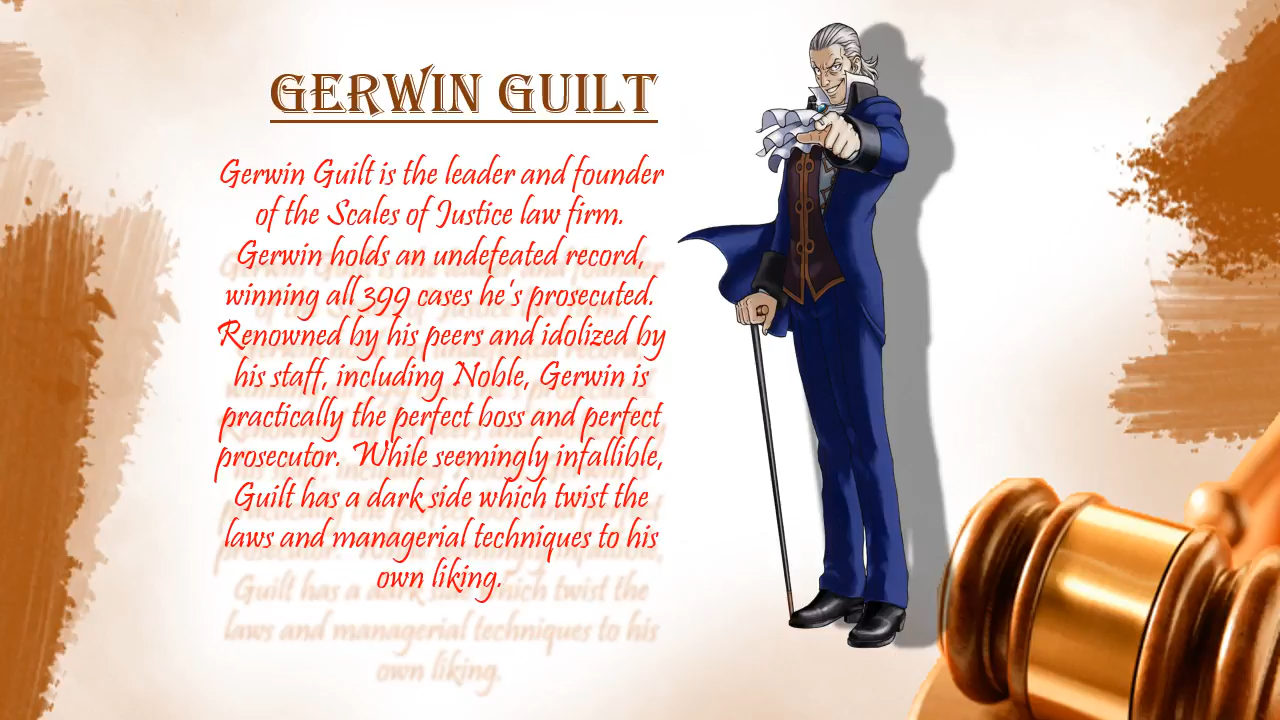 GERWIN GUILT
Gerwin Guilt is the leader and founder
of the Scales of Justice law firm.
Gerwin holds an undefeated record,
winning all 399 cases he's prosecuted.
Renowned by his peers and idolized by
his staff, including Noble, Gerwin is
practically the perfect boss and perfect
prosecutor. While seemingly infallible,
Guilt has a dark side which twist the
laws and managerial techniques to his
own liking.